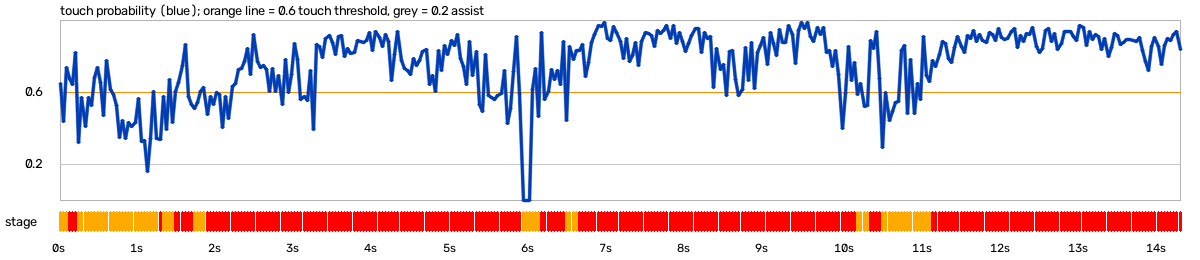 touch probability (blue); orange line = 0.6 touch threshold, grey = 0.2 assist
0.6
0.2
stage
0s 1s 2s 3s 4s 5s 6s 7s 8s 9s 10s 11s 12s 13s 14s